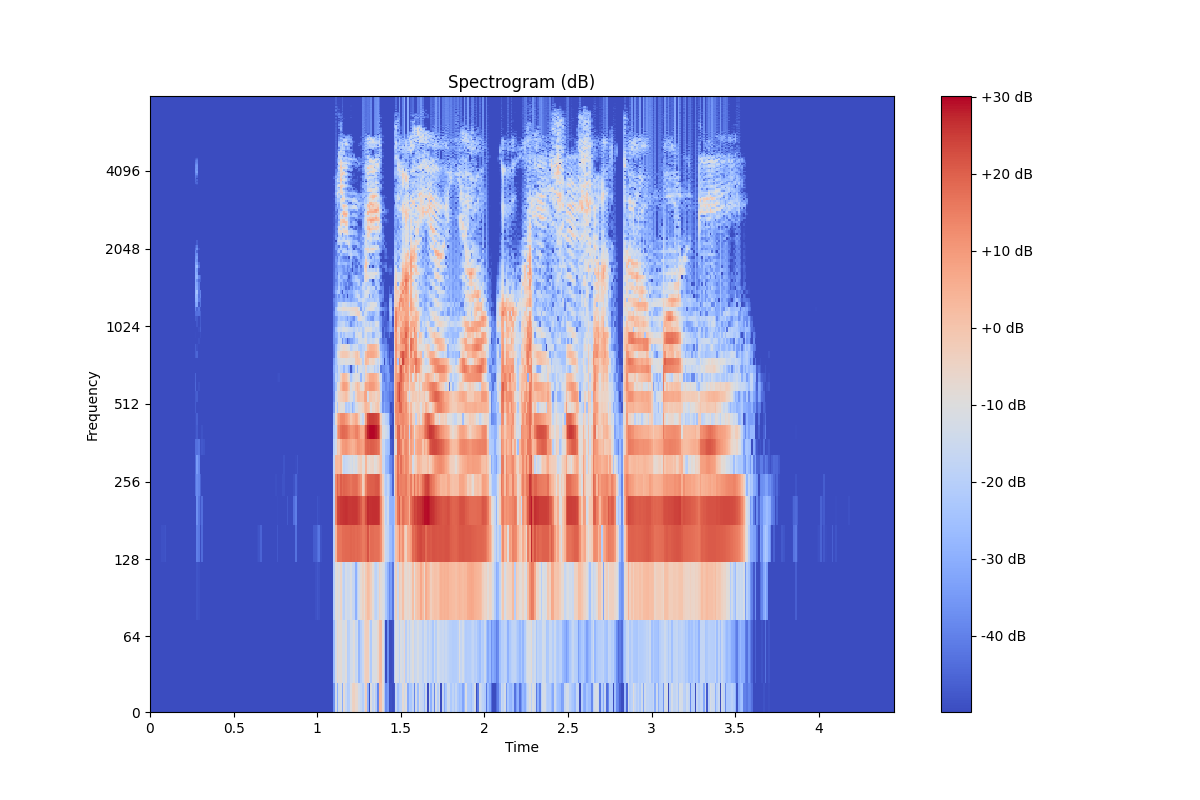 Spectrogram (dB)
+30 dB
+20 dB
+10 dB
+0 dB
-10 dB
-20 dB
-30 dB
-40 dB
Frequency
4096
2048
1024
512
256
128
64
0
0 0.5 1 1.5 2 2.5 3 3.5 4
Time